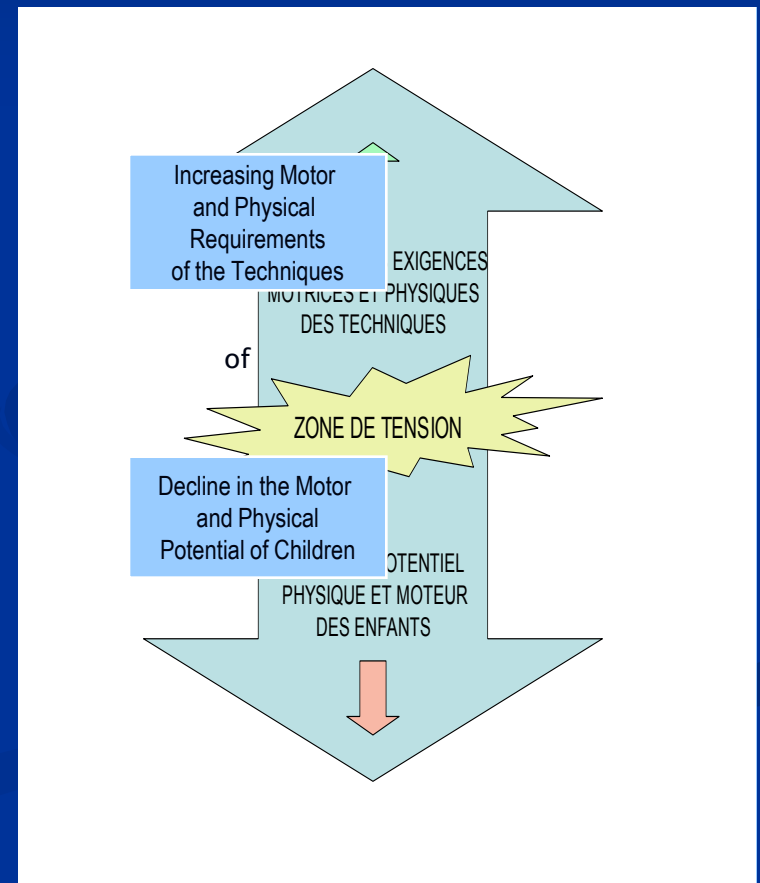 Increasing Motor
and Physical
Requirements
of the Techniques
EXIGENCES
MOTRICES ET PHYSIQUES
DES TECHNIQUES
of
ZONE DE TENSION
Decline in the Motor
and Physical
Potential of Children
OTENTIEL
PHYSIQUE ET MOTEUR
DES ENFANTS